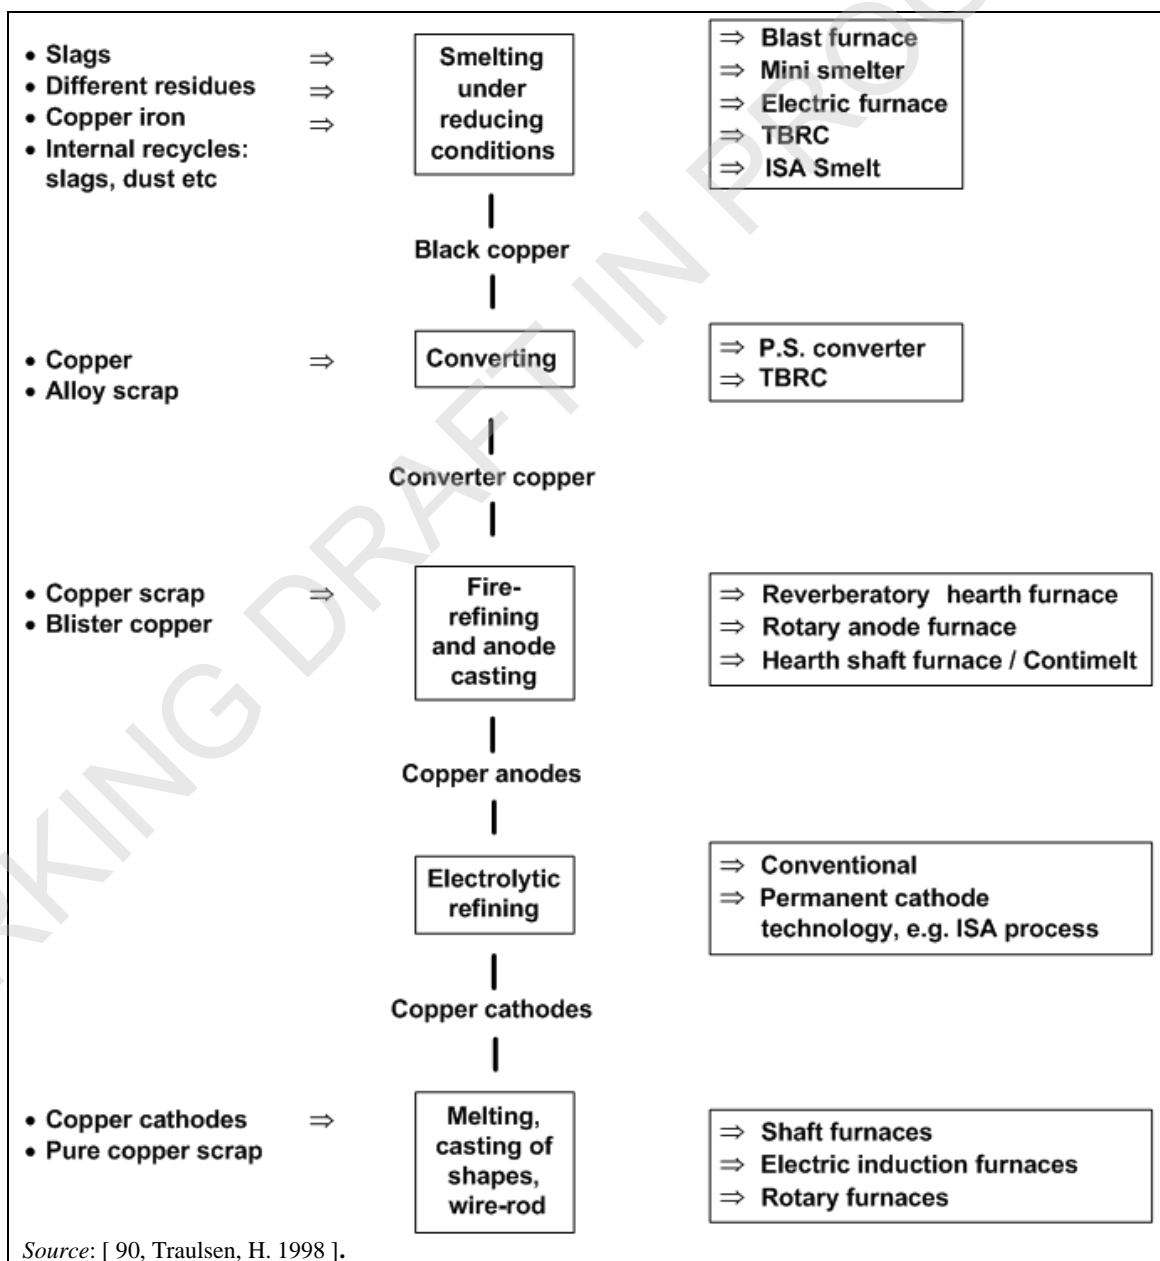 • Slags ⇒
• Different residues ⇒
• Copper iron ⇒
• Internal recycles:
slags, dust etc
Smelting
under
reducing
conditions
⇒ Blast furnace
⇒ Mini smelter
⇒ Electric furnace
⇒ TBRC
⇒ ISA Smelt
Black copper
• Copper ⇒
• Alloy scrap
Converting
⇒ P.S. converter
⇒ TBRC
Converter copper
• Copper scrap ⇒
• Blister copper
Fire-
refining
and anode
casting
⇒ Reverberatory hearth furnace
⇒ Rotary anode furnace
⇒ Hearth shaft furnace / Contimelt
Copper anodes
Electrolytic
refining
⇒ Conventional
⇒ Permanent cathode
technology, e.g. ISA process
Copper cathodes
• Copper cathodes ⇒
• Pure copper scrap
Melting,
casting of
shapes,
wire-rod
⇒ Shaft furnaces
⇒ Electric induction furnaces
⇒ Rotary furnaces
Source: [ 90, Traulsen, H. 1998 ].
RKING DRAFT IN PROG